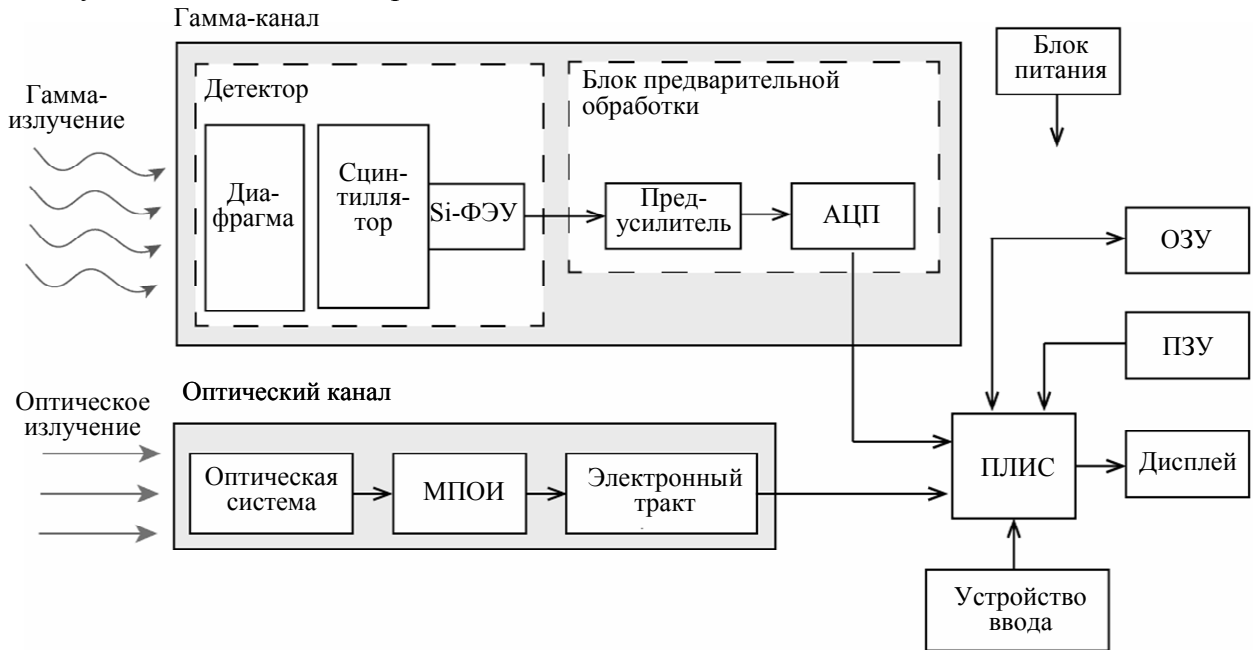 Гамма-канал
Блок
питания
Гамма-
излучение
Детектор
Блок предварительной
обработки
Диа-
фрагма
Сцин-
тилля-
тор
Si-ФЭУ
Пред-
усилитель
АЦП
ОЗУ
ПЗУ
Оптический канал
Оптическое
излучение
Оптическая
система
МПОИ
Электронный
тракт
ПЛИС
Дисплей
Устройство
ввода